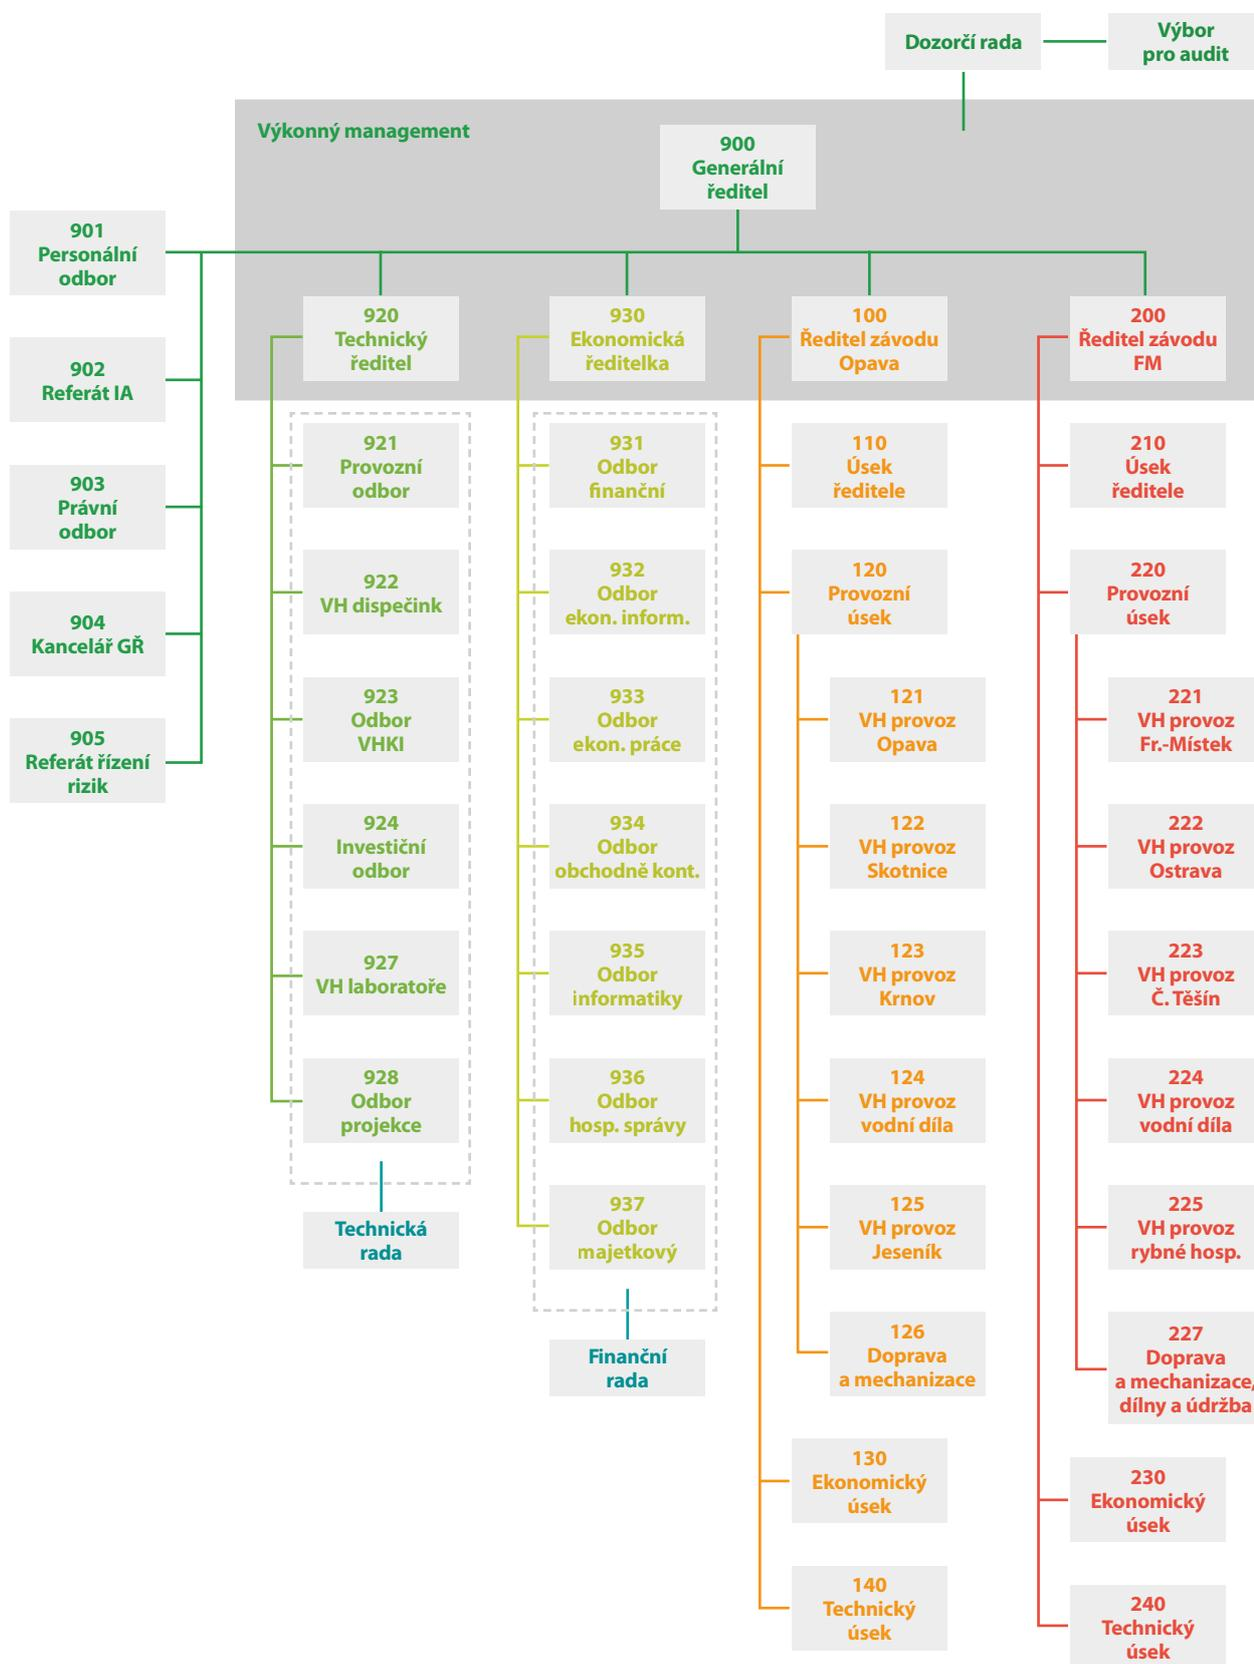 Dozorčí rada
Výbor
pro audit
Výkonný management
900
Generální
ředitel
901
Personální
odbor
902
Referát IA
903
Právní
odbor
904
Kancelář GŘ
905
Referát řízení
rizik
920
Technický
ředitel
921
Provozní
odbor
922
VH dispečink
923
Odbor
VHKI
924
Investiční
odbor
927
VH laboratoře
928
Odbor
projekce
Technická
rada
930
Ekonomická
ředitelka
931
Odbor
finanční
932
Odbor
ekon. inform.
933
Odbor
ekon. práce
934
Odbor
obchodně kont.
935
Odbor
informatiky
936
Odbor
hosp. správy
937
Odbor
majetkový
Finanční
rada
100
Ředitel závodu
Opava
110
Úsek
ředitele
120
Provozní
úsek
121
VH provoz
Opava
122
VH provoz
Skotnice
123
VH provoz
Krnov
124
VH provoz
vodní díla
125
VH provoz
Jeseník
126
Doprava
a mechanizace
130
Ekonomický
úsek
140
Technický
úsek
200
Ředitel závodu
FM
210
Úsek
ředitele
220
Provozní
úsek
221
VH provoz
Fr.-Místek
222
VH provoz
Ostrava
223
VH provoz
Č. Těšín
224
VH provoz
vodní díla
225
VH provoz
rybné hosp.
227
Doprava
a mechanizace,
dílny a údržba
230
Ekonomický
úsek
240
Technický
úsek